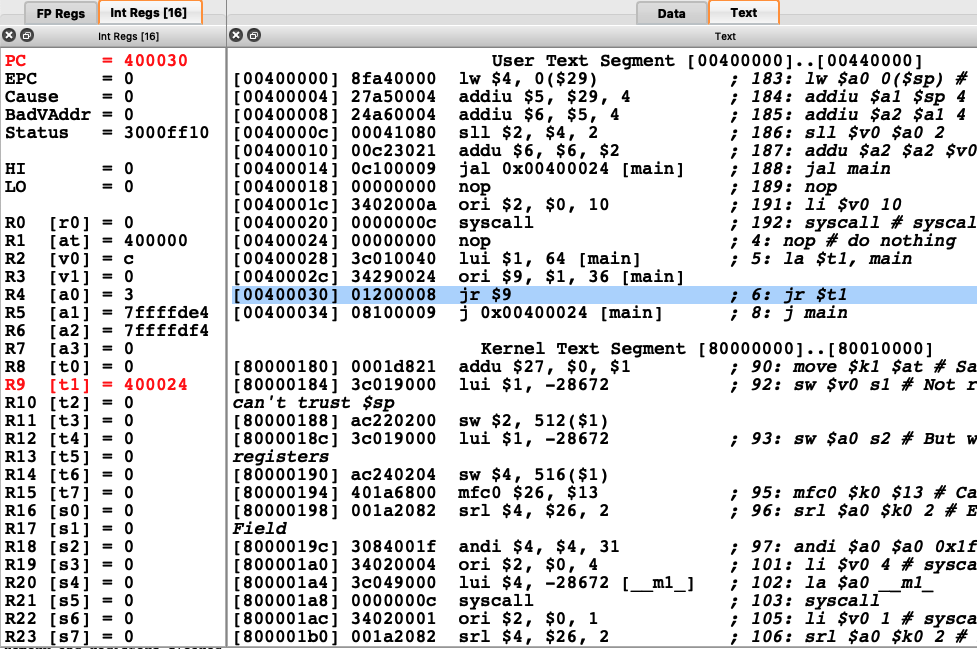 FP Regs Int Regs [16] Data Text
Int Regs [16] Text
PC = 400030
EPC = 0
Cause = 0
BadVAddr = 0
Status = 3000ff10
HI = 0
LO = 0
R0 [r0] = 0
R1 [at] = 400000
R2 [v0] = c
R3 [v1] = 0
R4 [a0] = 3
R5 [a1] = 7ffffde4
R6 [a2] = 7ffffdf4
R7 [a3] = 0
R8 [t0] = 0
R9 [t1] = 400024
R10 [t2] = 0
R11 [t3] = 0
R12 [t4] = 0
R13 [t5] = 0
R14 [t6] = 0
R15 [t7] = 0
R16 [s0] = 0
R17 [s1] = 0
R18 [s2] = 0
R19 [s3] = 0
R20 [s4] = 0
R21 [s5] = 0
R22 [s6] = 0
R23 [s7] = 0
User Text Segment [00400000]..[00440000]
[00400000] 8fa40000 lw $4, 0($29) ; 183: lw $a0 0($sp) #
[00400004] 27a50004 addiu $5, $29, 4 ; 184: addiu $a1 $sp 4
[00400008] 24a60004 addiu $6, $5, 4 ; 185: addiu $a2 $a1 4
[0040000c] 00041080 sll $2, $4, 2 ; 186: sll $v0 $a0 2
[00400010] 00c23021 addu $6, $6, $2 ; 187: addu $a2 $a2 $v0
[00400014] 0c100009 jal 0x00400024 [main] ; 188: jal main
[00400018] 00000000 nop ; 189: nop
[0040001c] 3402000a ori $2, $0, 10 ; 191: li $v0 10
[00400020] 0000000c syscall ; 192: syscall # syscal
[00400024] 00000000 nop ; 4: nop # do nothing
[00400028] 3c010040 lui $1, 64 [main] ; 5: la $t1, main
[0040002c] 34290024 ori $9, $1, 36 [main]
[00400030] 01200008 jr $9 ; 6: jr $t1
[00400034] 08100009 j 0x00400024 [main] ; 8: j main
Kernel Text Segment [80000000]..[80010000]
[80000180] 0001d821 addu $27, $0, $1 ; 90: move $k1 $at # Sa
[80000184] 3c019000 lui $1, -28672 ; 92: sw $v0 s1 # Not r
can't trust $sp
[80000188] ac220200 sw $2, 512($1)
[8000018c] 3c019000 lui $1, -28672 ; 93: sw $a0 s2 # But w
registers
[80000190] ac240204 sw $4, 516($1)
[80000194] 401a6800 mfc0 $26, $13 ; 95: mfc0 $k0 $13 # Ca
[80000198] 001a2082 srl $4, $26, 2 ; 96: srl $a0 $k0 2 # E
Field
[8000019c] 3084001f andi $4, $4, 31 ; 97: andi $a0 $a0 0x1f
[800001a0] 34020004 ori $2, $0, 4 ; 101: li $v0 4 # sysca
[800001a4] 3c049000 lui $4, -28672 [__m1_] ; 102: la $a0 __m1_
[800001a8] 0000000c syscall ; 103: syscall
[800001ac] 34020001 ori $2, $0, 1 ; 105: li $v0 1 # sysca
[800001b0] 001a2082 srl $4, $26, 2 ; 106: srl $a0 $k0 2 #